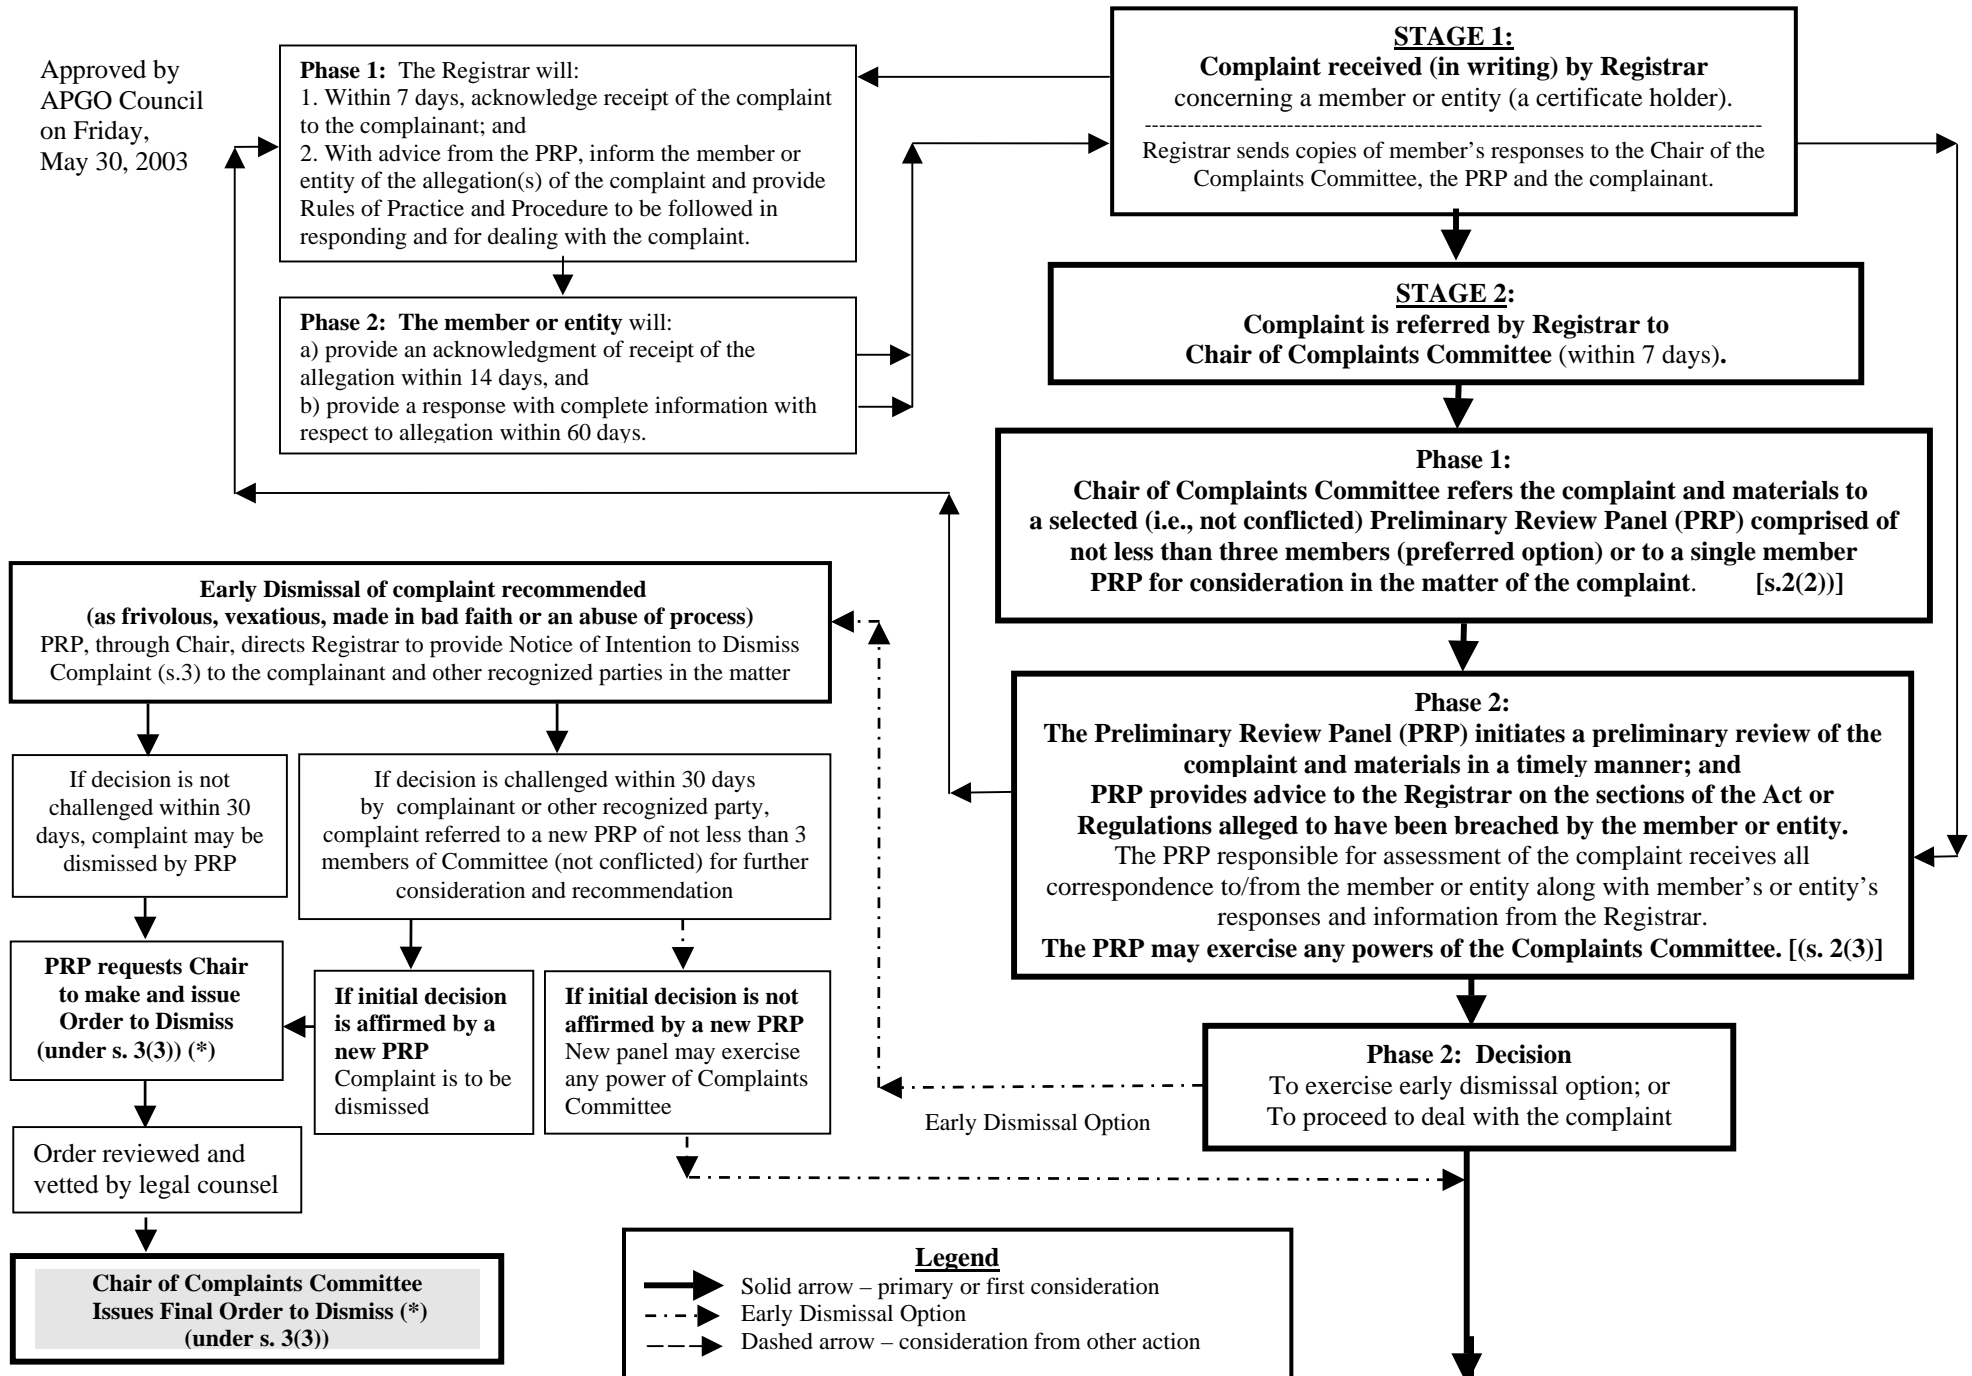 Approved by
APGO Council
on Friday,
May 30, 2003
Phase 1: The Registrar will:
1. Within 7 days, acknowledge receipt of the complaint
to the complainant; and
2. With advice from the PRP, inform the member or
entity of the allegation(s) of the complaint and provide
Rules of Practice and Procedure to be followed in
responding and for dealing with the complaint.
Phase 2: The member or entity will:
a) provide an acknowledgment of receipt of the
allegation within 14 days, and
b) provide a response with complete information with
respect to allegation within 60 days.
STAGE 1:
Complaint received (in writing) by Registrar
concerning a member or entity (a certificate holder).
Registrar sends copies of member’s responses to the Chair of the
Complaints Committee, the PRP and the complainant.
STAGE 2:
Complaint is referred by Registrar to
Chair of Complaints Committee (within 7 days).
Phase 1:
Chair of Complaints Committee refers the complaint and materials to
a selected (i.e., not conflicted) Preliminary Review Panel (PRP) comprised of
not less than three members (preferred option) or to a single member
PRP for consideration in the matter of the complaint. [s.2(2))]
Phase 2:
The Preliminary Review Panel (PRP) initiates a preliminary review of the
complaint and materials in a timely manner; and
PRP provides advice to the Registrar on the sections of the Act or
Regulations alleged to have been breached by the member or entity.
The PRP responsible for assessment of the complaint receives all
correspondence to/from the member or entity along with member’s or entity’s
responses and information from the Registrar.
The PRP may exercise any powers of the Complaints Committee. [(s. 2(3)]
Phase 2: Decision
To exercise early dismissal option; or
To proceed to deal with the complaint
Early Dismissal Option
Early Dismissal of complaint recommended
(as frivolous, vexatious, made in bad faith or an abuse of process)
PRP, through Chair, directs Registrar to provide Notice of Intention to Dismiss
Complaint (s.3) to the complainant and other recognized parties in the matter
If decision is not
challenged within 30
days, complaint may be
dismissed by PRP
If decision is challenged within 30 days
by complainant or other recognized party,
complaint referred to a new PRP of not less than 3
members of Committee (not conflicted) for further
consideration and recommendation
PRP requests Chair
to make and issue
Order to Dismiss
(under s. 3(3)) (*)
If initial decision
is affirmed by a
new PRP
Complaint is to be
dismissed
If initial decision is not
affirmed by a new PRP
New panel may exercise
any power of Complaints
Committee
Order reviewed and
vetted by legal counsel
Chair of Complaints Committee
Issues Final Order to Dismiss (*)
(under s. 3(3))
Legend
Solid arrow – primary or first consideration
Early Dismissal Option
Dashed arrow – consideration from other action